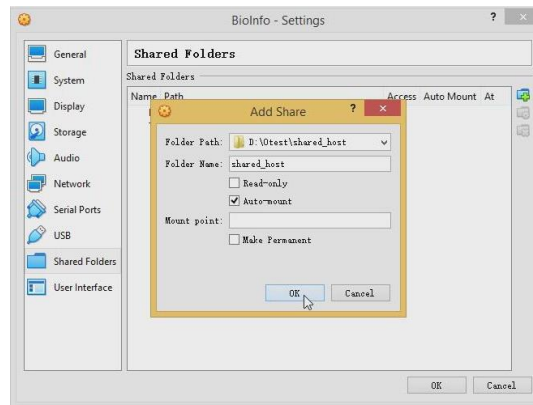 BioInfo - Settings ?
General
System
Display
Storage
Audio
Network
Serial Ports
USB
Shared Folders
User Interface
Shared Folders
Shared Folders
Name Path Access Auto Mount At
Add Share ?
Folder Path: D:\Otest\shared_host
Folder Name: shared_host
Read-only
Auto-mount
Mount point:
Make Permanent
OK Cancel
OK Cancel